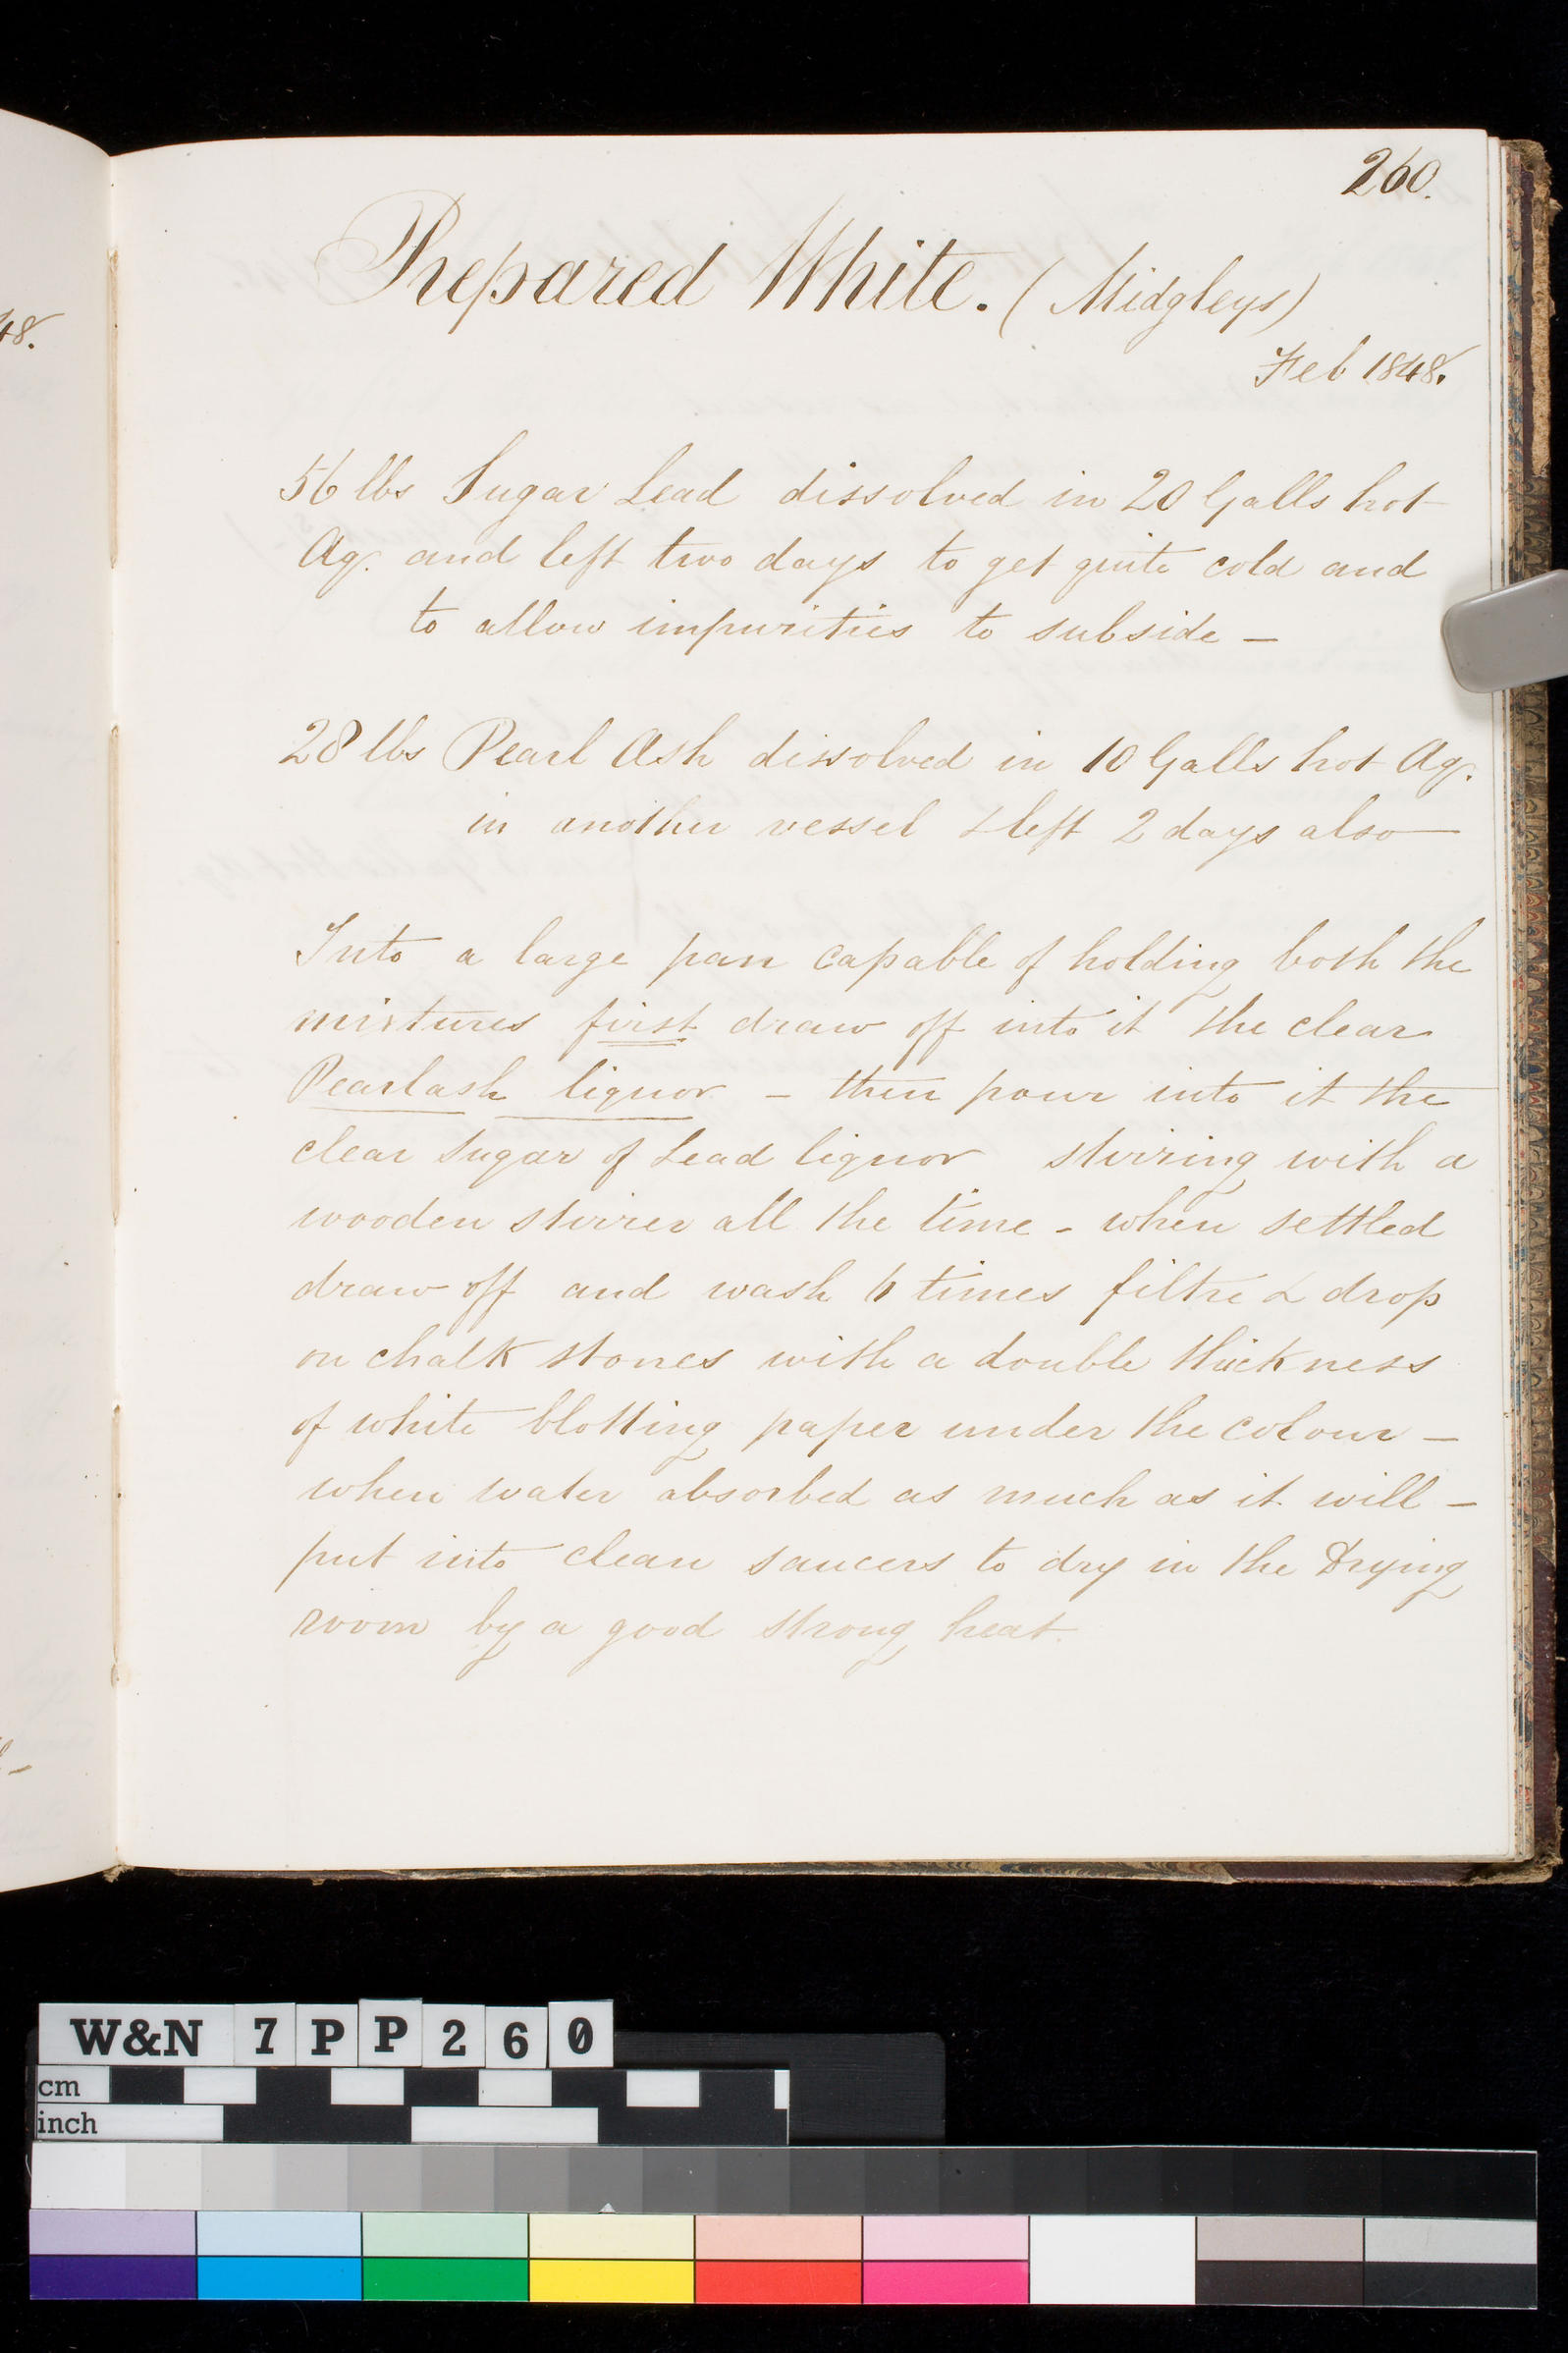 260.
Prepared White. (Midgleys)
48.
Feb 1848.
56 lbs Sugar Lead dissolved in 20 Galls hot
Aq. and left two days to get quite cold and
to allow impurities to subside —
28 lbs Pearl Ash dissolved in 10 Galls hot Aq.
in another vessel & left 2 days also —
Into a large pan capable of holding both the
mixtures first draw off into it the clear
Pearlash liquor – then pour into it the
clear Sugar of Lead liquor stirring with a
wooden stirrer all the time – when settled
draw off and wash 6 times filtre & drop
on chalk stones with a double thickness
of white blotting paper under the colour –
when water absorbed as much as it will –
put into clean saucers to dry in the Drying
room by a good strong heat.
W&N 7PP260
cm
inch